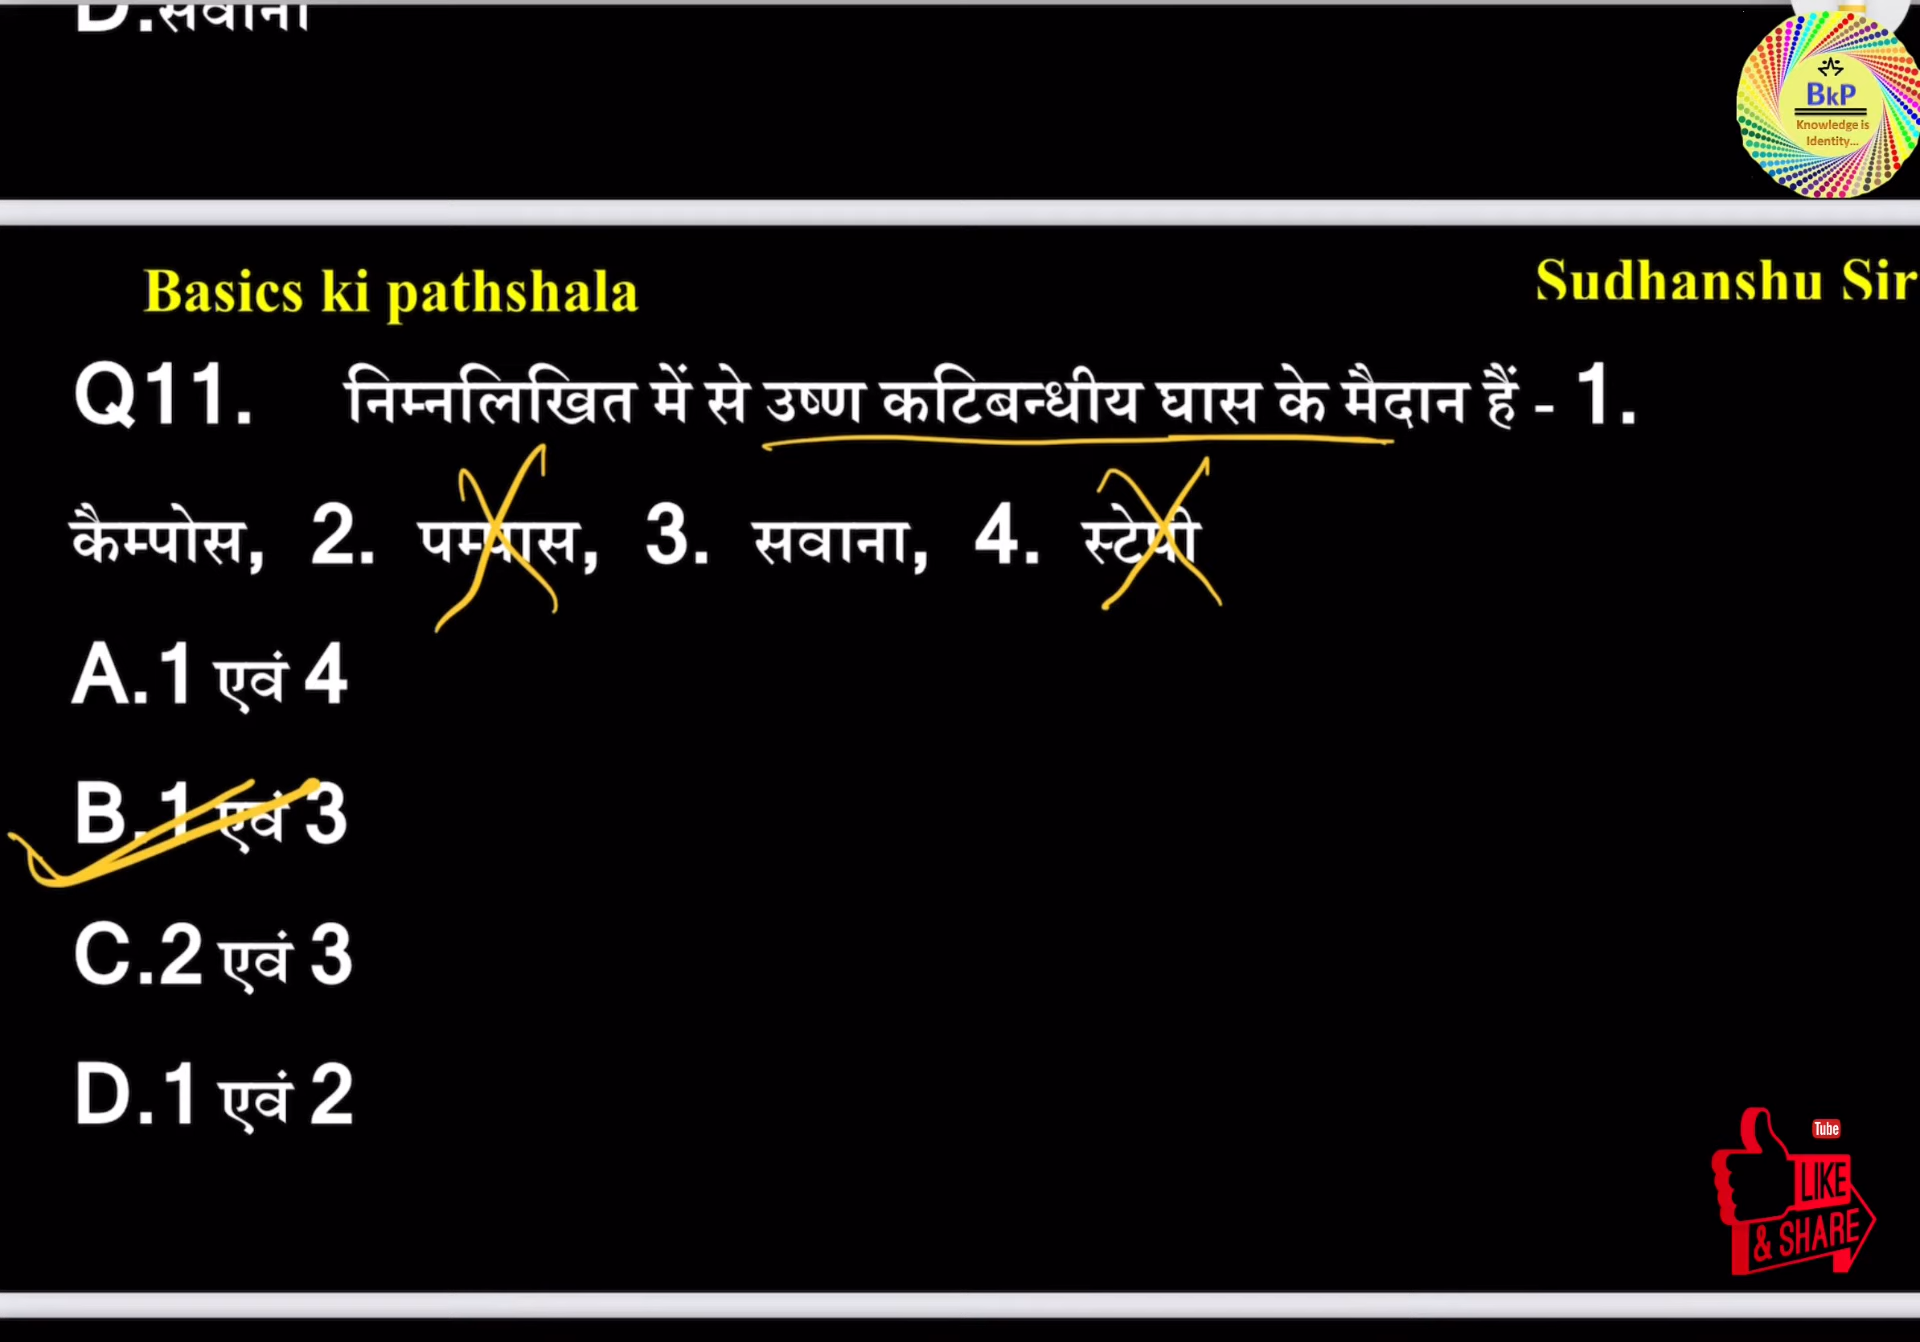 D.सवाना
BkP
Knowledge is
Identity...
Basics ki pathshala
Sudhanshu Sir
Q11. निम्नलिखित में से उष्ण कटिबन्धीय घास के मैदान हैं - 1.
कैम्पोस, 2. पम्पास, 3. सवाना, 4. स्टेपी
A.1 एवं 4
B.1 एवं 3
C.2 एवं 3
D.1 एवं 2
Tube
LIKE
& SHARE